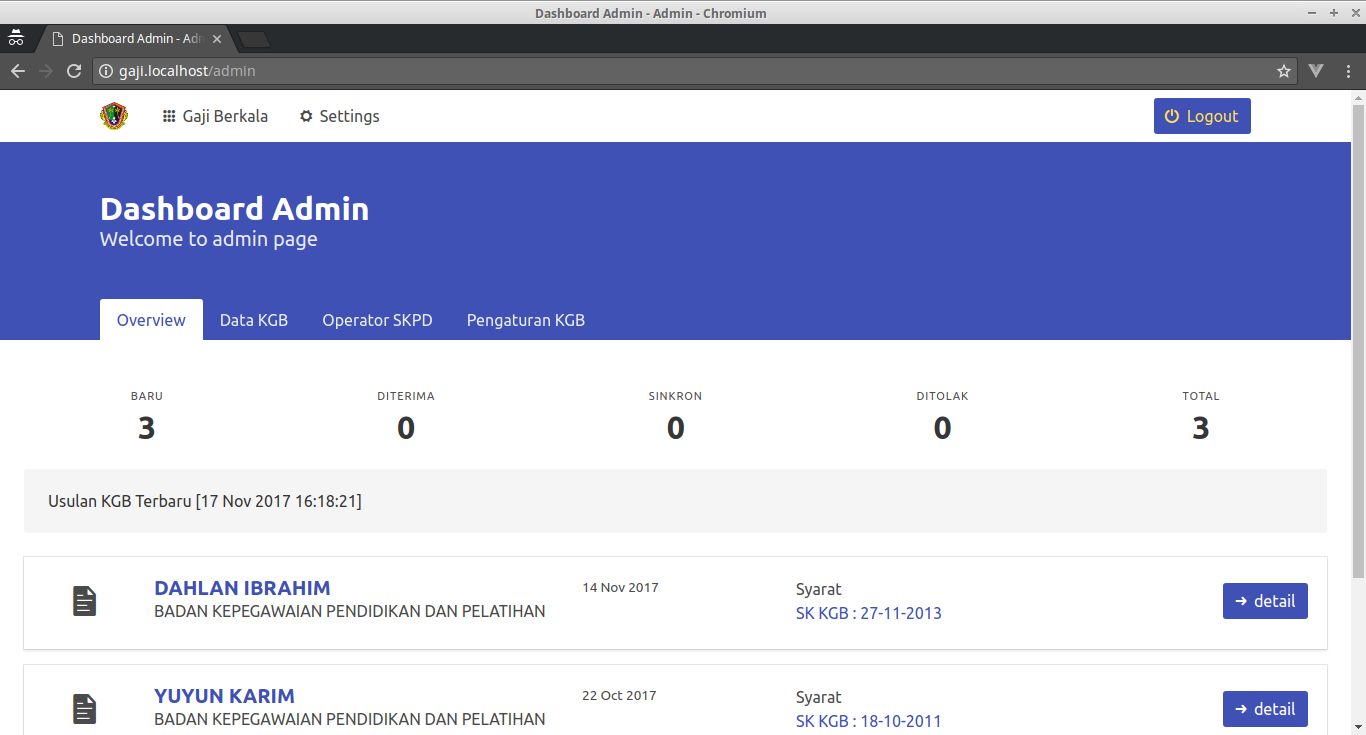 Dashboard Admin - Admin - Chromium
Dashboard Admin - Adm
gaji.localhost/admin
Gaji Berkala Settings Logout
Dashboard Admin
Welcome to admin page
Overview Data KGB Operator SKPD Pengaturan KGB
BARU DITERIMA SINKRON DITOLAK TOTAL
3 0 0 0 3
Usulan KGB Terbaru [17 Nov 2017 16:18:21]
DAHLAN IBRAHIM 14 Nov 2017 Syarat
BADAN KEPEGAWAIAN PENDIDIKAN DAN PELATIHAN SK KGB : 27-11-2013 detail
YUYUN KARIM 22 Oct 2017 Syarat
BADAN KEPEGAWAIAN PENDIDIKAN DAN PELATIHAN SK KGB : 18-10-2011 detail